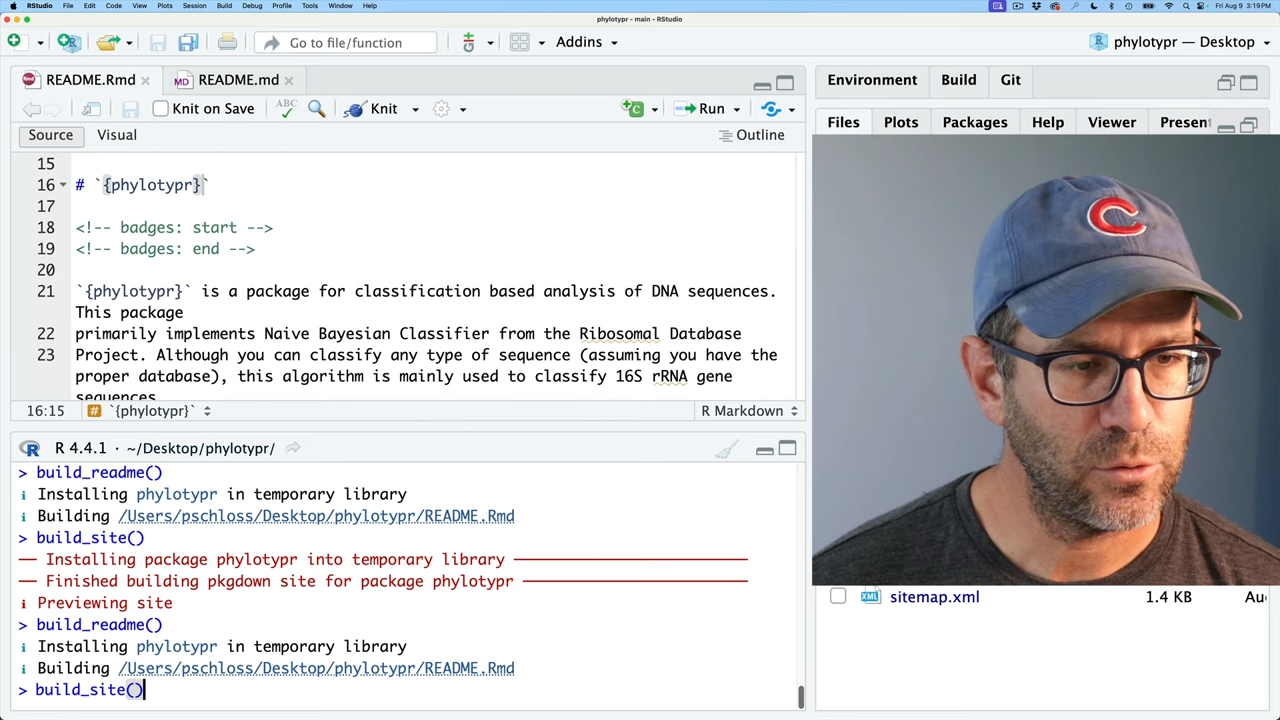 RStudio File Edit Code View Plots Session Build Debug Profile Tools Window Help Fri Aug 9 3:19 PM
phylotypr - main - RStudio
Go to file/function Addins phylotypr — Desktop
README.Rmd README.md Environment Build Git
Knit on Save ABC Knit Run
Files Plots Packages Help Viewer Present
Source Visual Outline
15
16 # `{phylotypr}`
17
18 <!-- badges: start -->
19 <!-- badges: end -->
20
21 `{phylotypr}` is a package for classification based analysis of DNA sequences.
This package
22 primarily implements Naive Bayesian Classifier from the Ribosomal Database
23 Project. Although you can classify any type of sequence (assuming you have the
proper database), this algorithm is mainly used to classify 16S rRNA gene
sequences
16:15 # `{phylotypr}` R Markdown
R 4.4.1 · ~/Desktop/phylotypr/
> build_readme()
i Installing phylotypr in temporary library
i Building /Users/pschloss/Desktop/phylotypr/README.Rmd
> build_site()
── Installing package phylotypr into temporary library ──
── Finished building pkgdown site for package phylotypr ──
i Previewing site
> build_readme()
i Installing phylotypr in temporary library
i Building /Users/pschloss/Desktop/phylotypr/README.Rmd
> build_site()
C
sitemap.xml 1.4 KB Au